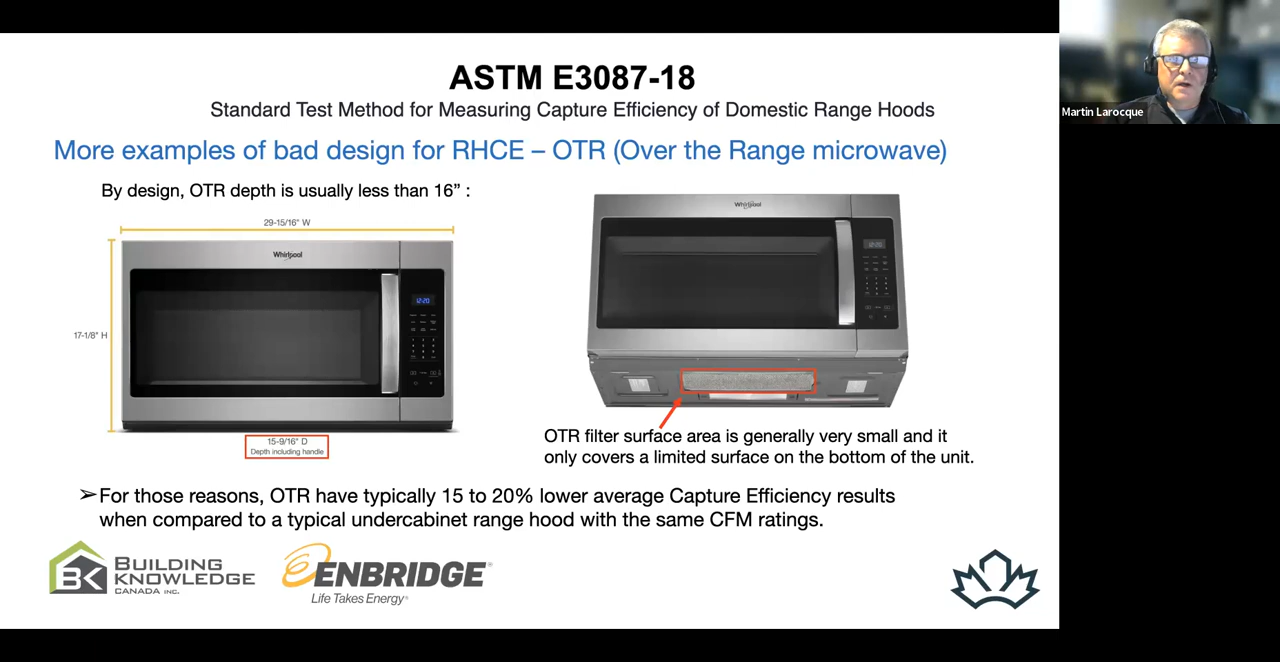 ASTM E3087-18
Standard Test Method for Measuring Capture Efficiency of Domestic Range Hoods
More examples of bad design for RHCE – OTR (Over the Range microwave)
By design, OTR depth is usually less than 16” :
29-15/16" W
Whirlpool
12:20
17-1/8" H
15-9/16" D
Depth including handle
Whirlpool
12:20
OTR filter surface area is generally very small and it
only covers a limited surface on the bottom of the unit.
➢For those reasons, OTR have typically 15 to 20% lower average Capture Efficiency results
when compared to a typical undercabinet range hood with the same CFM ratings.
BK
BUILDING
KNOWLEDGE
CANADA INC.
ENBRIDGE®
Life Takes Energy®
Martin Larocque